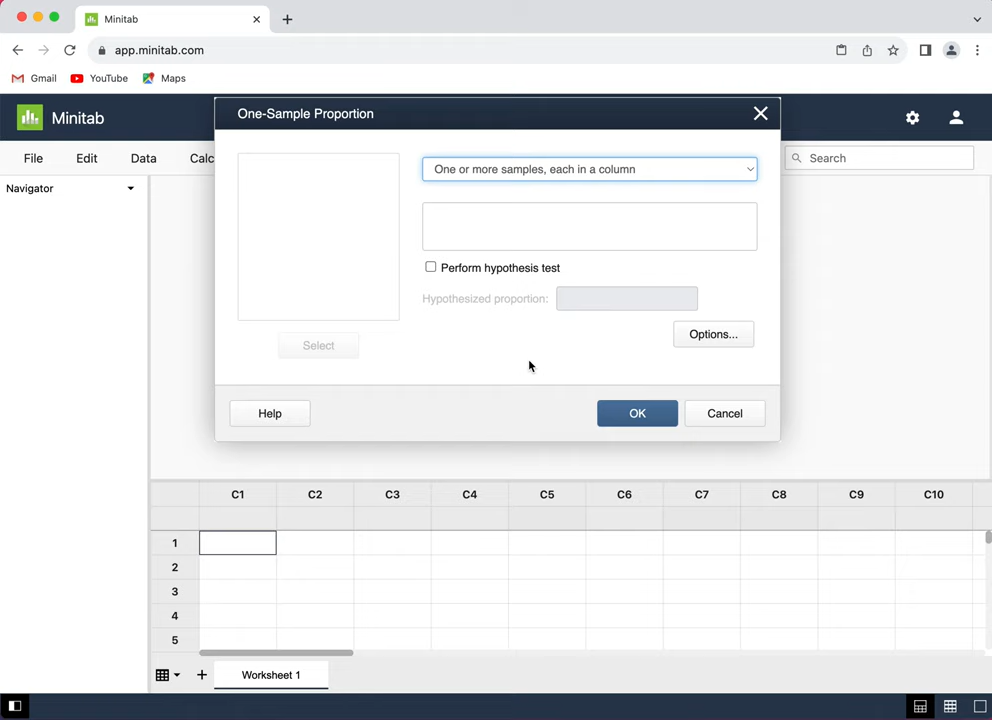 Minitab
app.minitab.com
Gmail YouTube Maps
Minitab
One-Sample Proportion
File Edit Data Calc
Search
Navigator
One or more samples, each in a column
Perform hypothesis test
Hypothesized proportion:
Options...
Select
Help OK Cancel
C1 C2 C3 C4 C5 C6 C7 C8 C9 C10
1
2
3
4
5
Worksheet 1